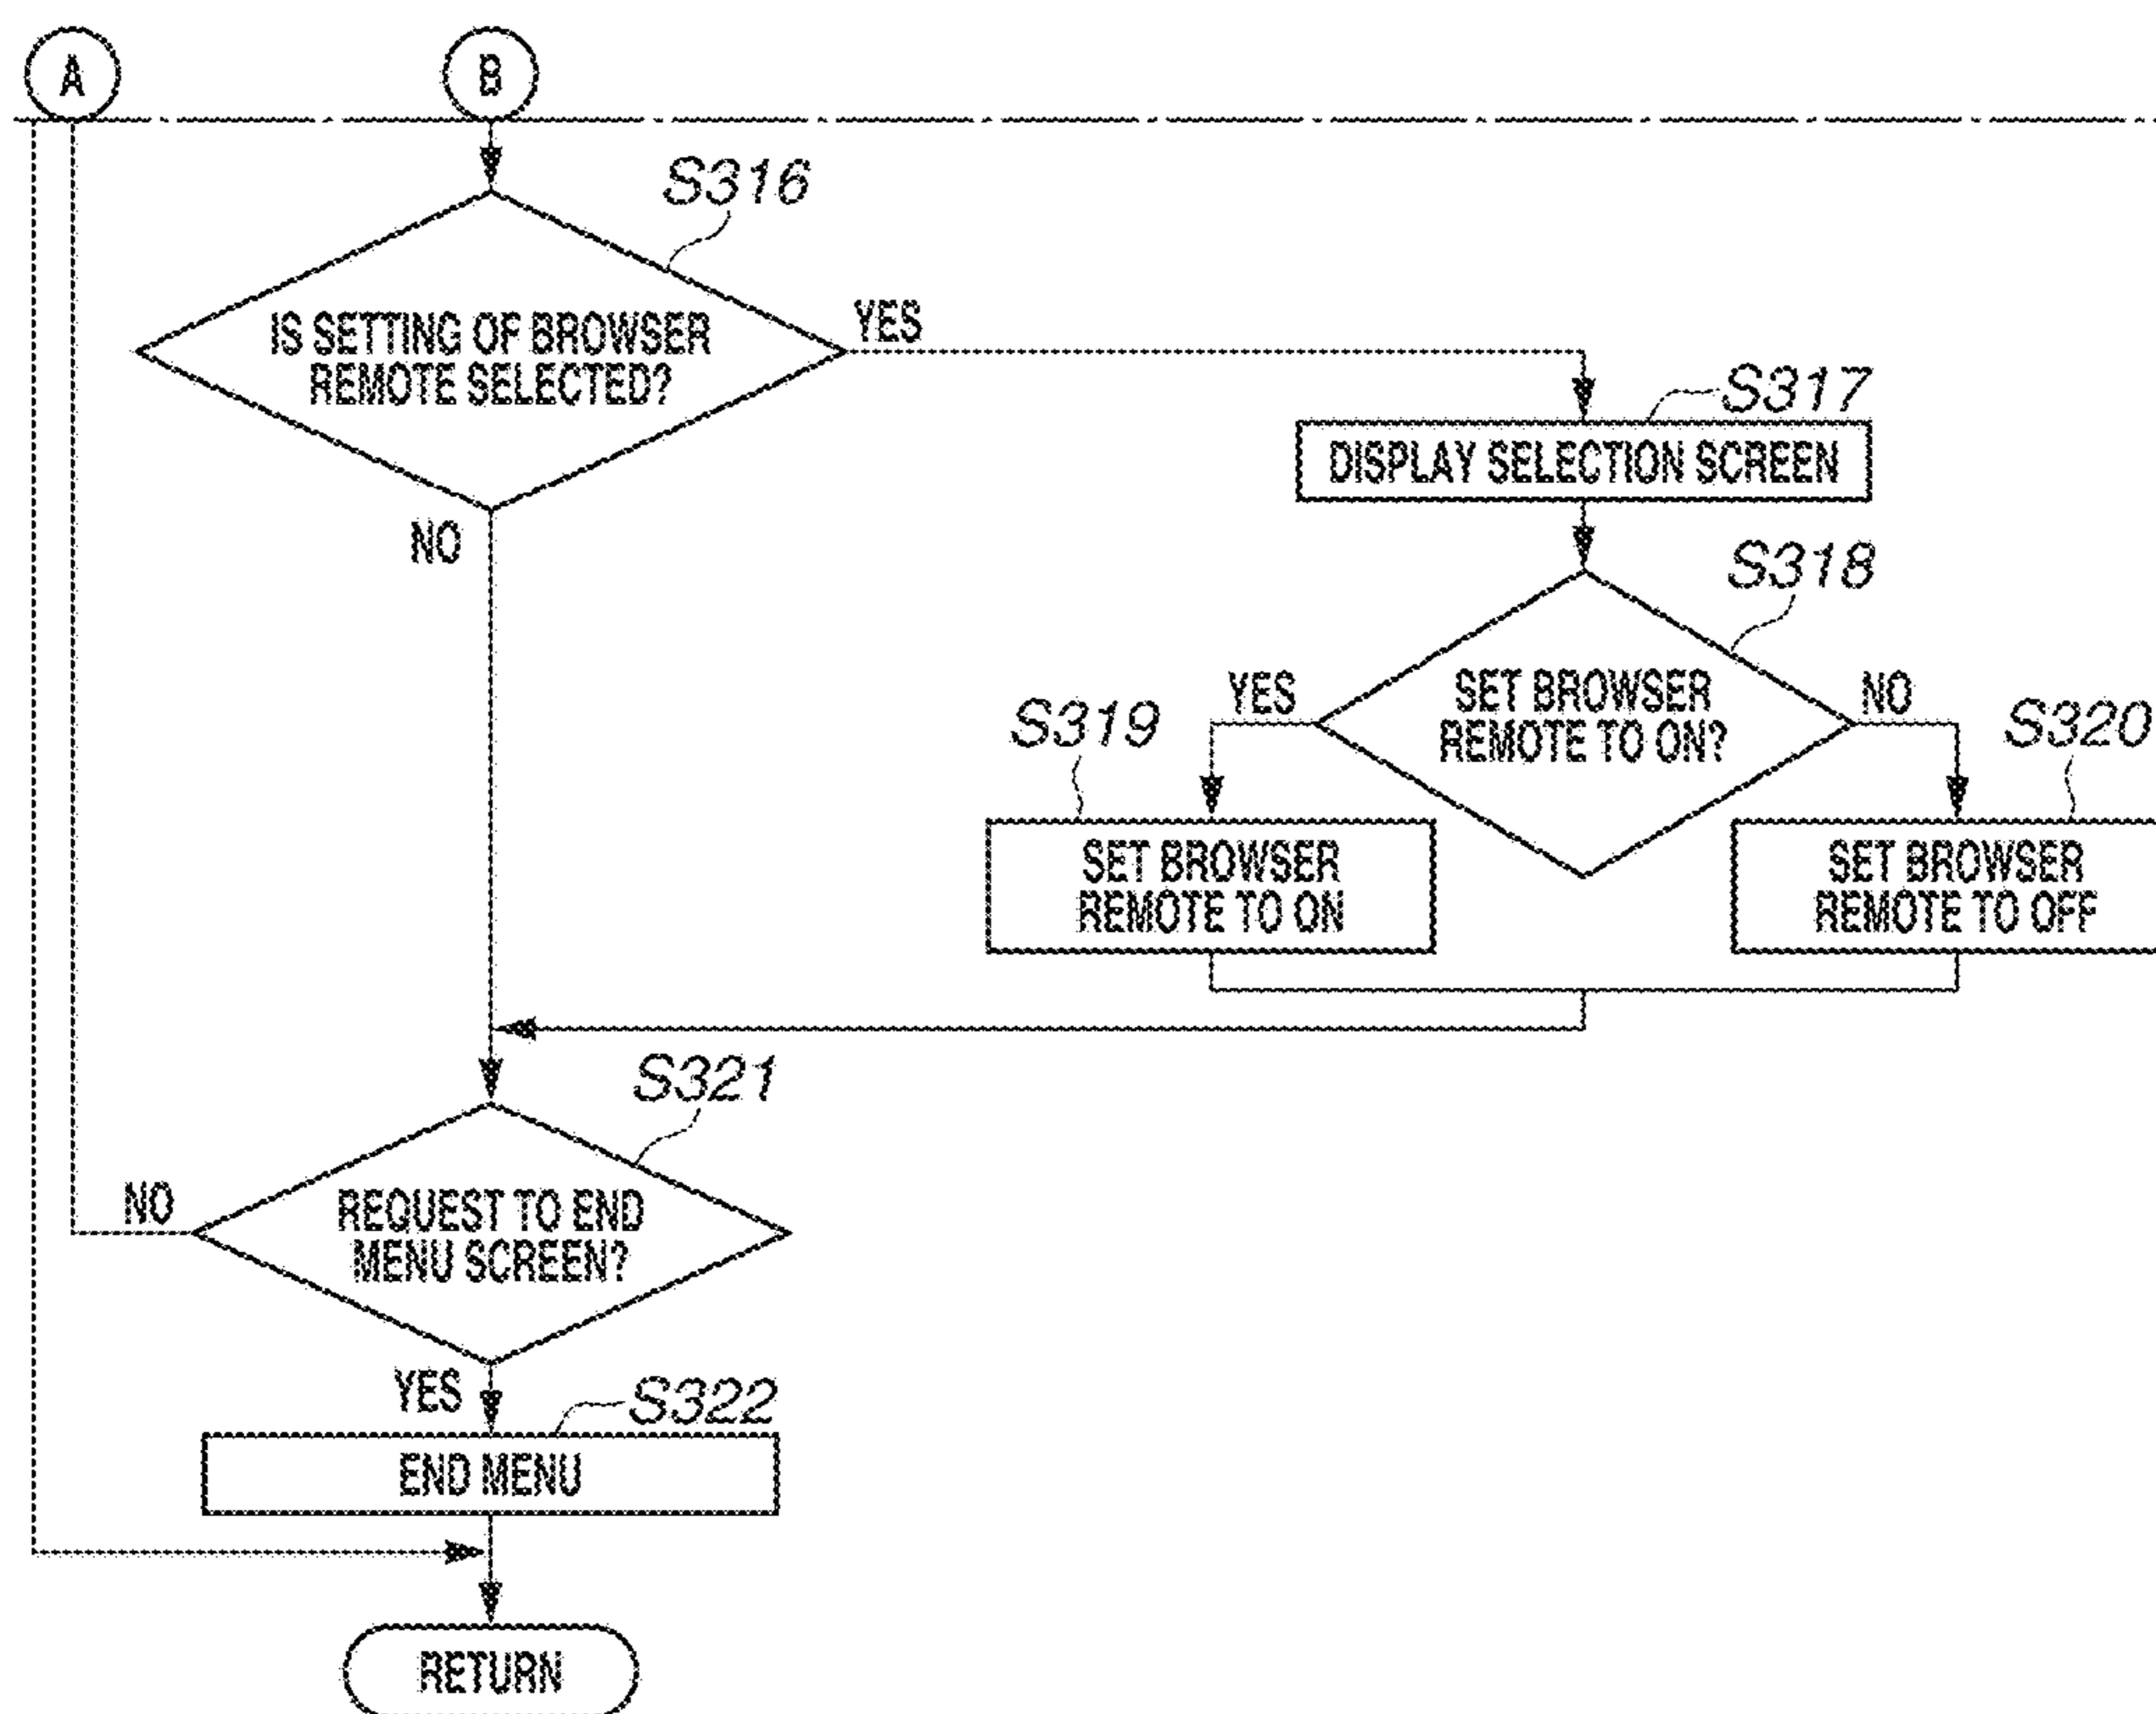 A
B
S316
IS SETTING OF BROWSER
REMOTE SELECTED?
YES
NO
S317
DISPLAY SELECTION SCREEN
S318
SET BROWSER
REMOTE TO ON?
YES
NO
S319
SET BROWSER
REMOTE TO ON
S320
SET BROWSER
REMOTE TO OFF
S321
REQUEST TO END
MENU SCREEN?
NO
YES
S322
END MENU
RETURN